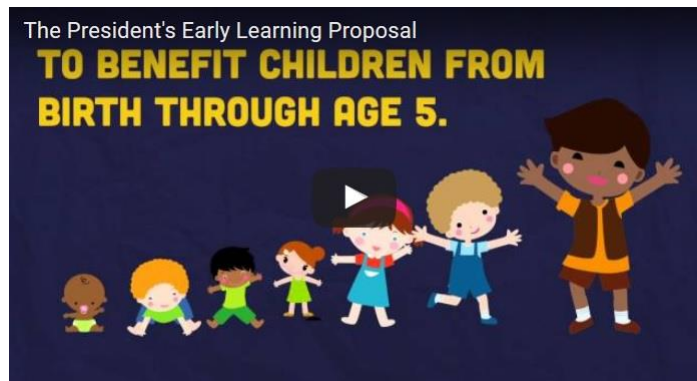 The President's Early Learning Proposal
TO BENEFIT CHILDREN FROM
BIRTH THROUGH AGE 5.